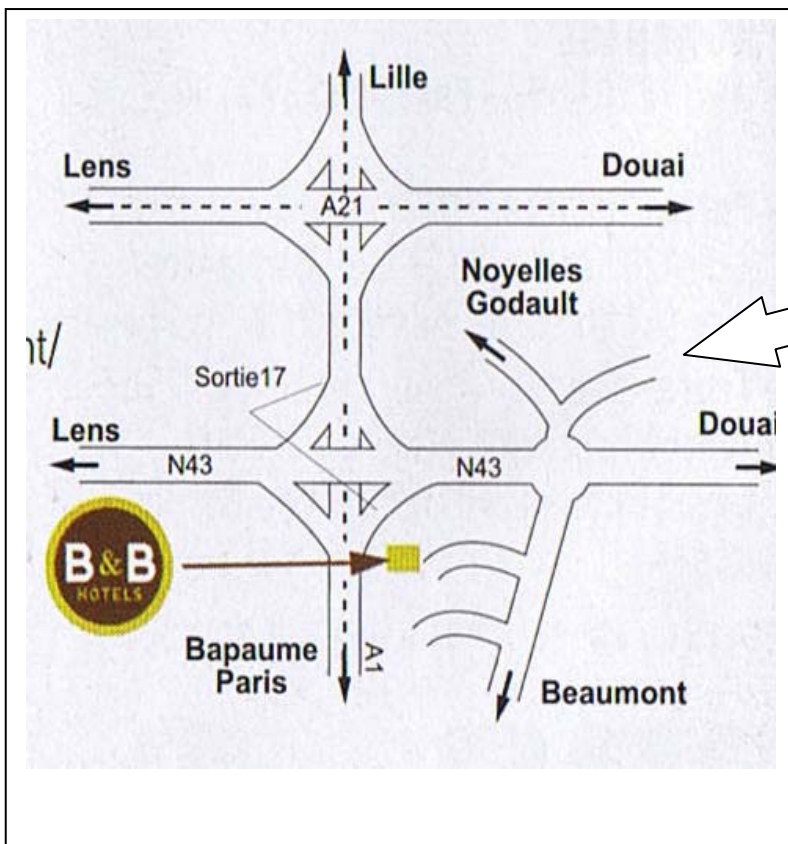 Lille
Lens
Douai
A21
Noyelles
Godault
nt/
Sortie17
Lens
Douai
N43
N43
B&B
HOTELS
Bapaume
Paris
A1
Beaumont